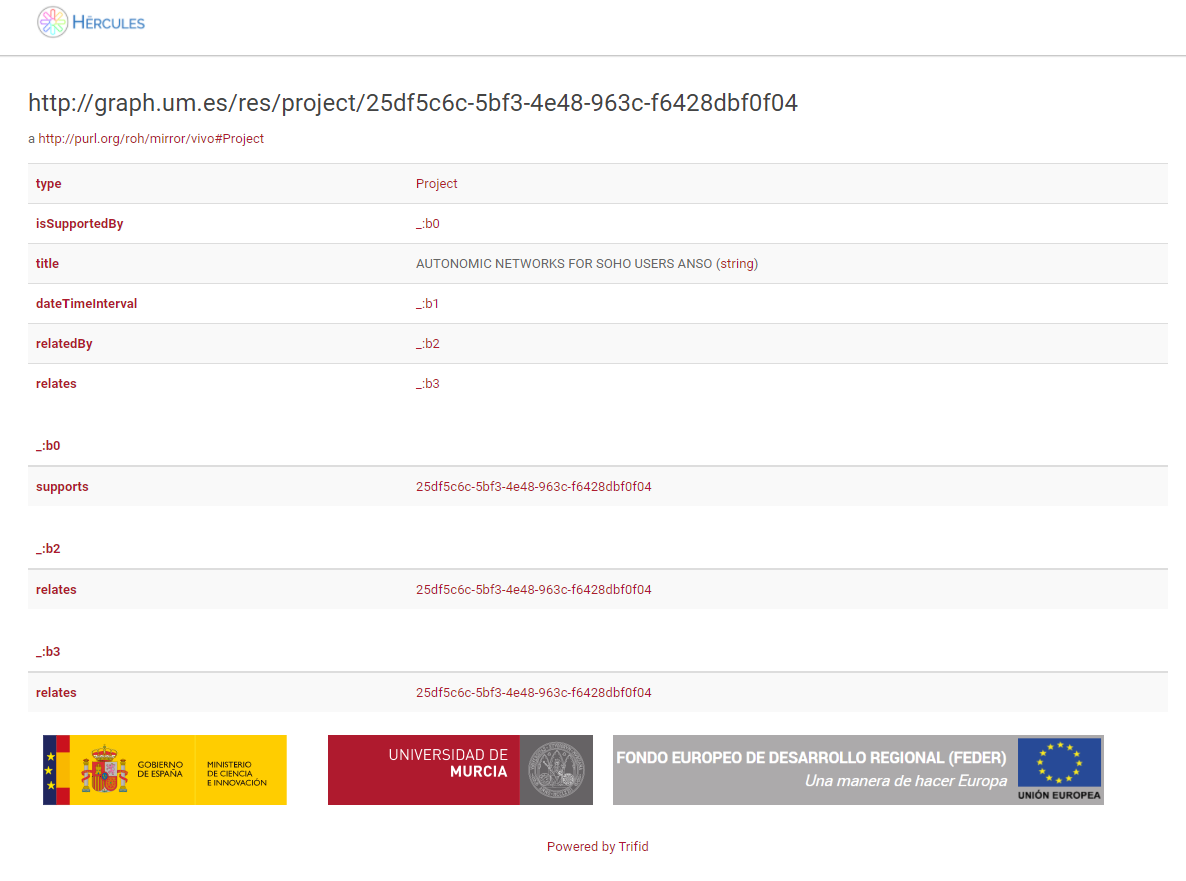 HÉRCULES
http://graph.um.es/res/project/25df5c6c-5bf3-4e48-963c-f6428dbf0f04
a http://purl.org/roh/mirror/vivo#Project
type Project
isSupportedBy _:b0
title AUTONOMIC NETWORKS FOR SOHO USERS ANSO (string)
dateTimeInterval _:b1
relatedBy _:b2
relates _:b3
_:b0
supports 25df5c6c-5bf3-4e48-963c-f6428dbf0f04
_:b2
relates 25df5c6c-5bf3-4e48-963c-f6428dbf0f04
_:b3
relates 25df5c6c-5bf3-4e48-963c-f6428dbf0f04
GOBIERNO
DE ESPAÑA
MINISTERIO
DE CIENCIA
E INNOVACIÓN
UNIVERSIDAD DE
MURCIA
FONDO EUROPEO DE DESARROLLO REGIONAL (FEDER)
Una manera de hacer Europa
UNIÓN EUROPEA
Powered by Trifid